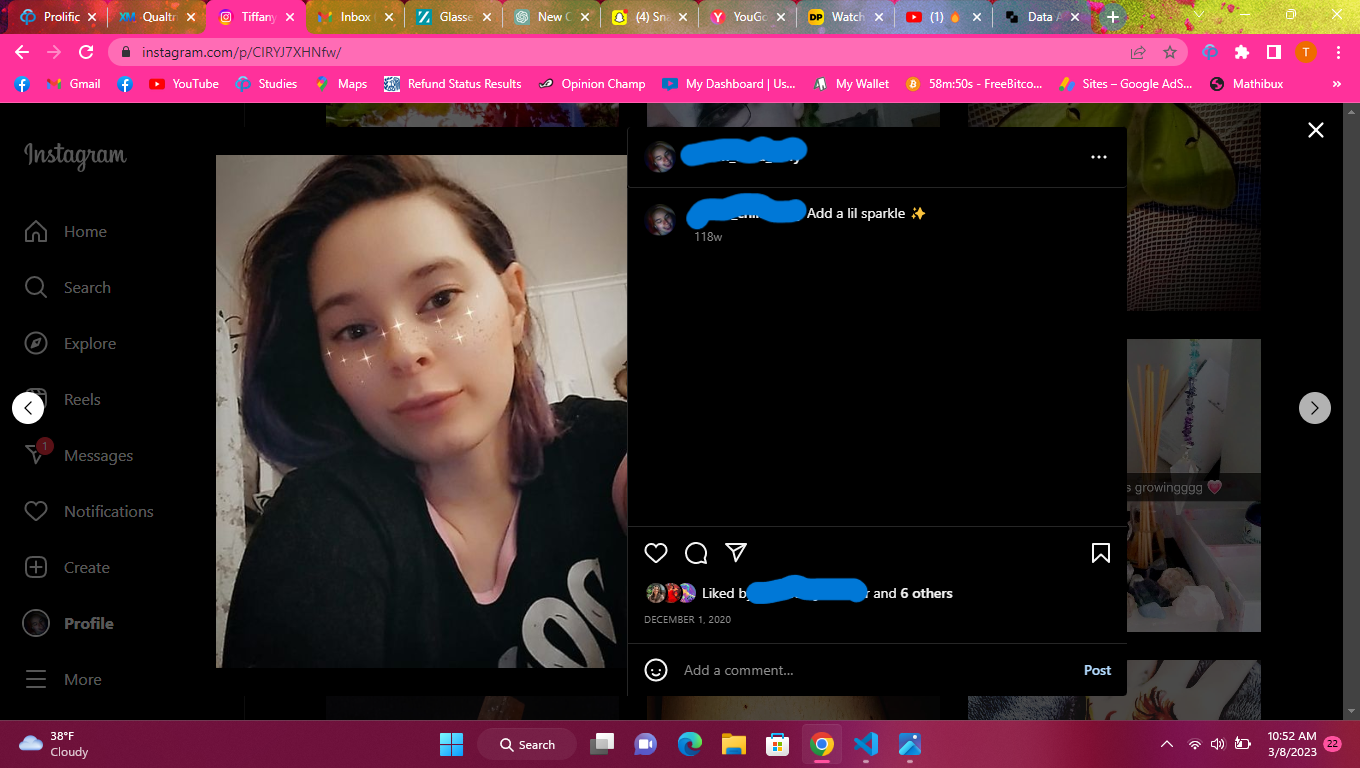 Prolific
Qualtr
Tiffany
Inbox
Glasse
New C
(4) Sna
YouGo
Watch
(1) 🔥
Data A
instagram.com/p/CIRYJ7XHNfw/
T
Gmail
YouTube
Studies
Maps
Refund Status Results
Opinion Champ
My Dashboard | Us...
My Wallet
58m:50s - FreeBitco...
Sites – Google AdS...
Mathibux
»
Instagram
Home
Search
Explore
Reels
1
Messages
Notifications
Create
Profile
More
Add a lil sparkle ✨
118w
s growingggg 💗
Liked by and 6 others
DECEMBER 1, 2020
Add a comment...
Post
38°F
Cloudy
Search
10:52 AM
3/8/2023
22